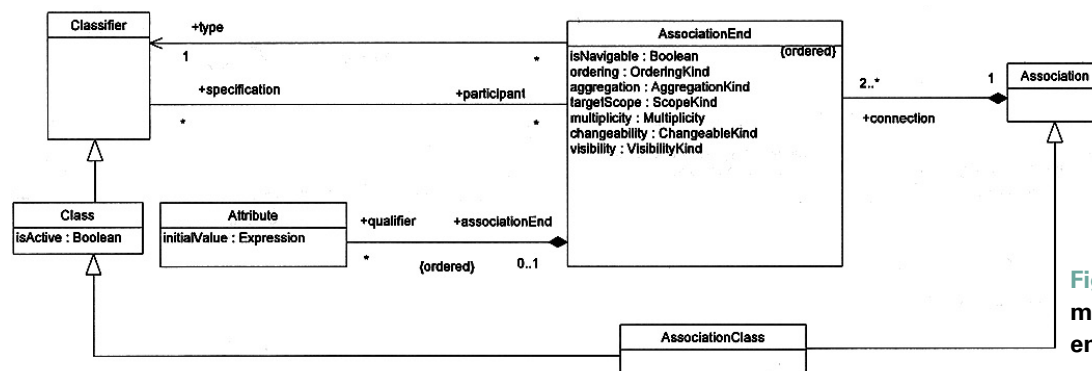 Classifier
+type
1
*
+specification
*
+participant
*
AssociationEnd
{ordered}
isNavigable : Boolean
ordering : OrderingKind
aggregation : AggregationKind
targetScope : ScopeKind
multiplicity : Multiplicity
changeability : ChangeableKind
visibility : VisibilityKind
2..*
1
+connection
Association
Class
isActive : Boolean
Attribute
initialValue : Expression
+qualifier
+associationEnd
*
{ordered}
0..1
AssociationClass